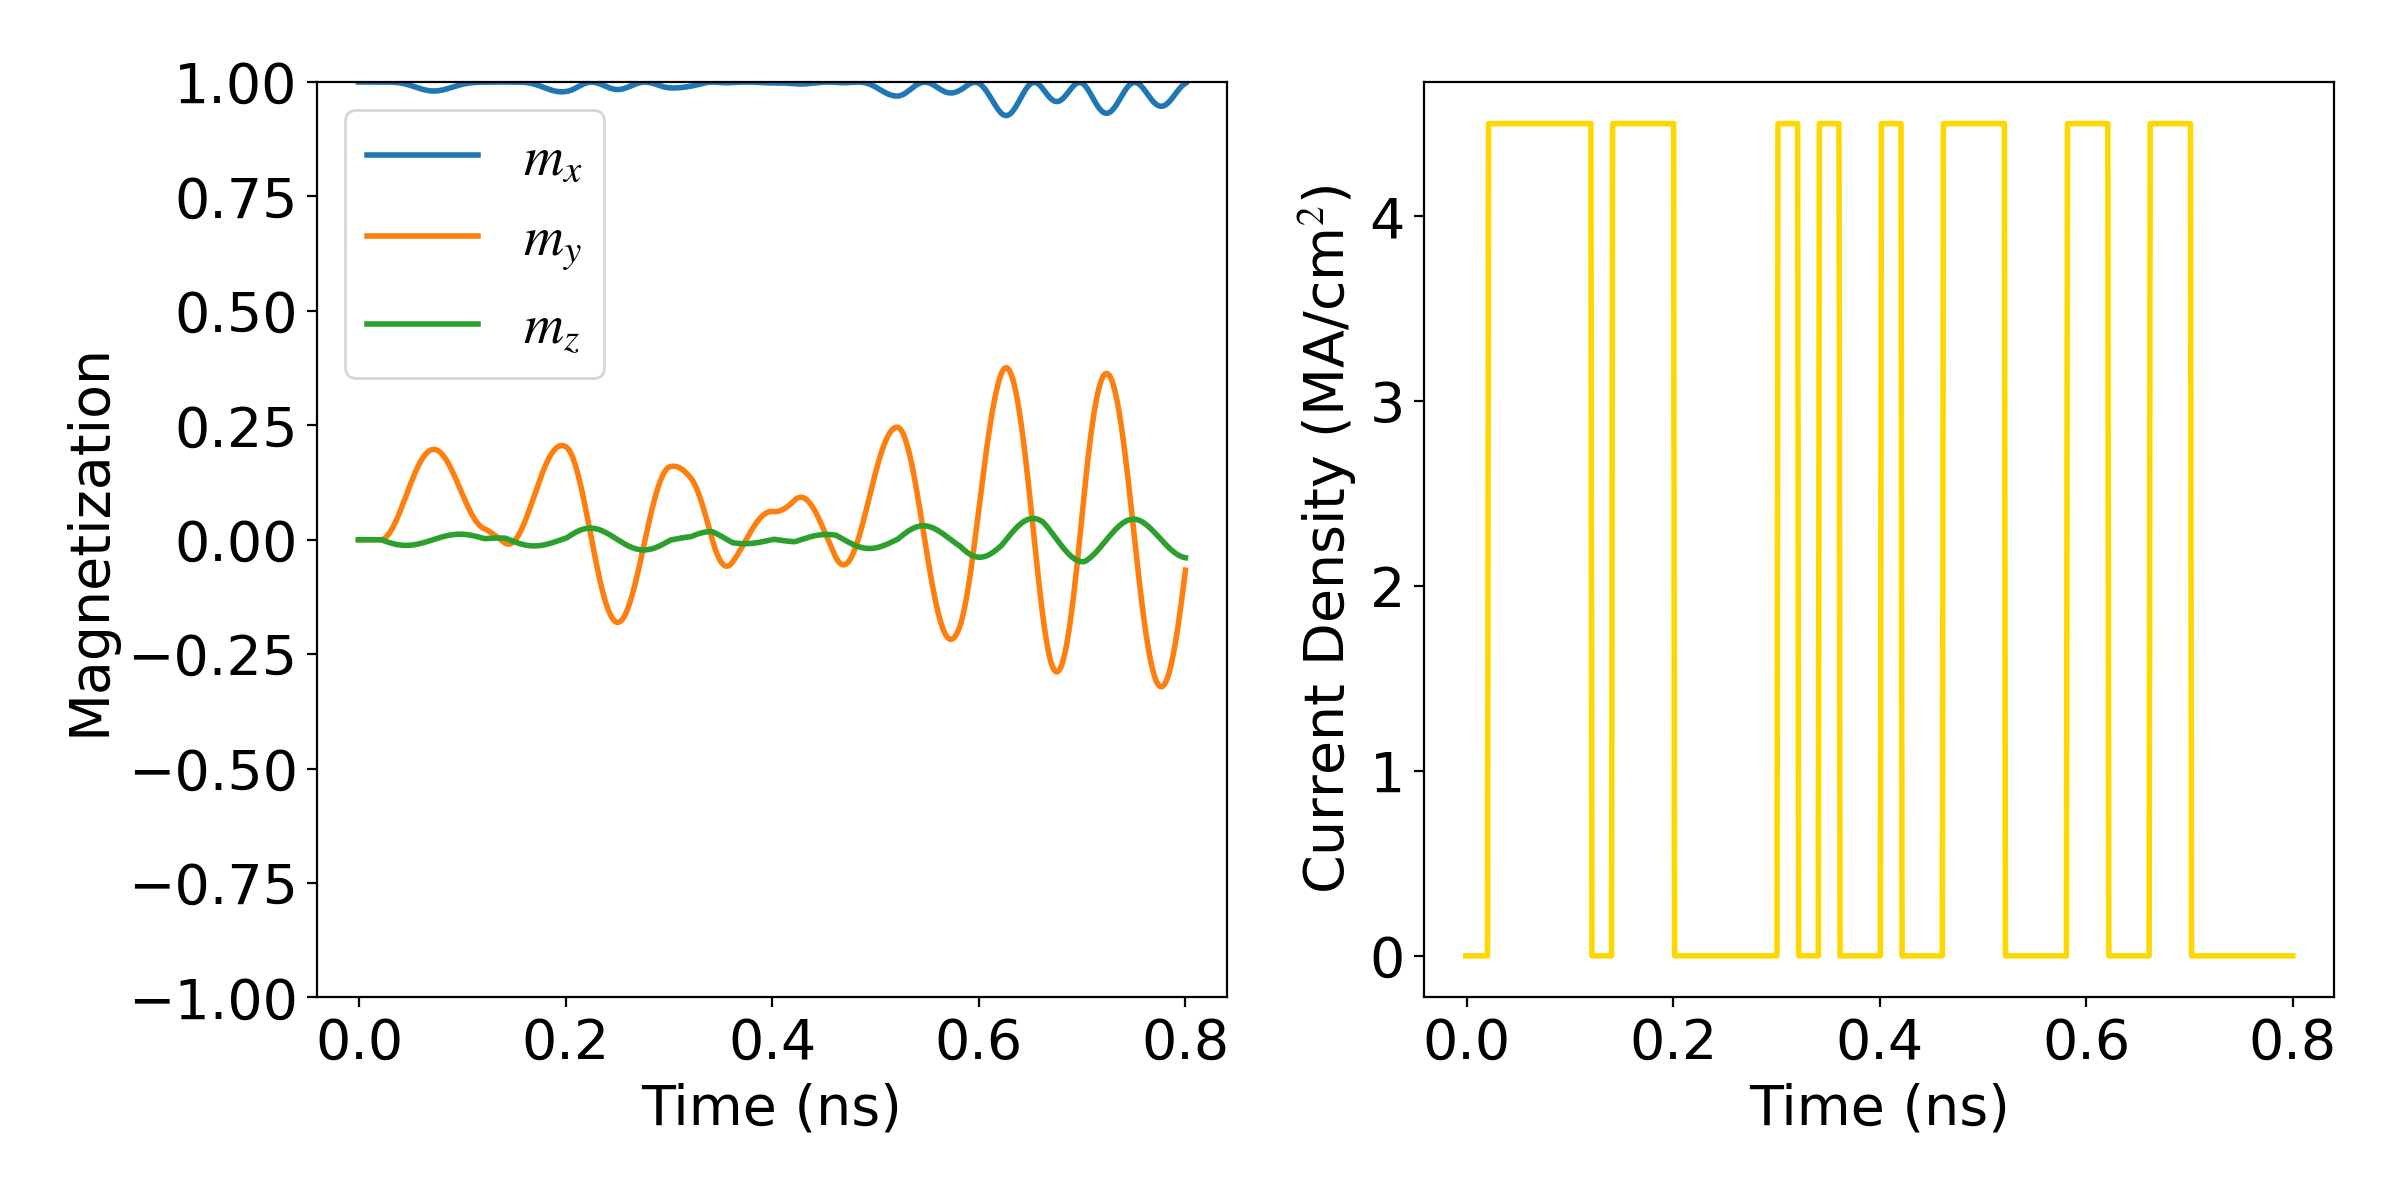 Magnetization
1.00
0.75
0.50
0.25
0.00
−0.25
−0.50
−0.75
−1.00
m_x
m_y
m_z
0.0 0.2 0.4 0.6 0.8
Time (ns)
Current Density (MA/cm²)
4
3
2
1
0
0.0 0.2 0.4 0.6 0.8
Time (ns)